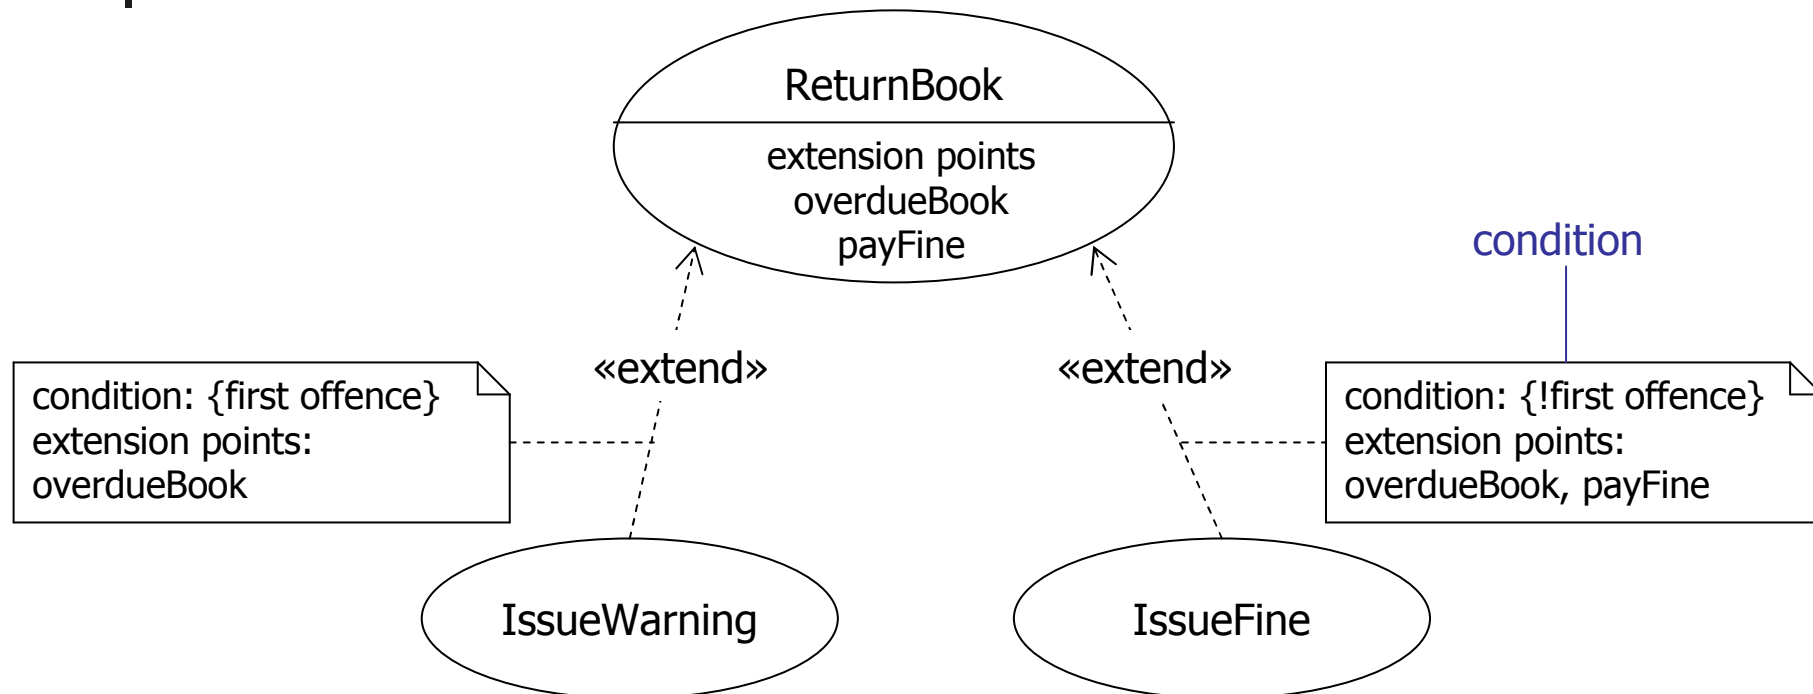 ReturnBook
extension points
overdueBook
payFine
condition
«extend»
«extend»
condition: {first offence}
extension points:
overdueBook
condition: {!first offence}
extension points:
overdueBook, payFine
IssueWarning
IssueFine